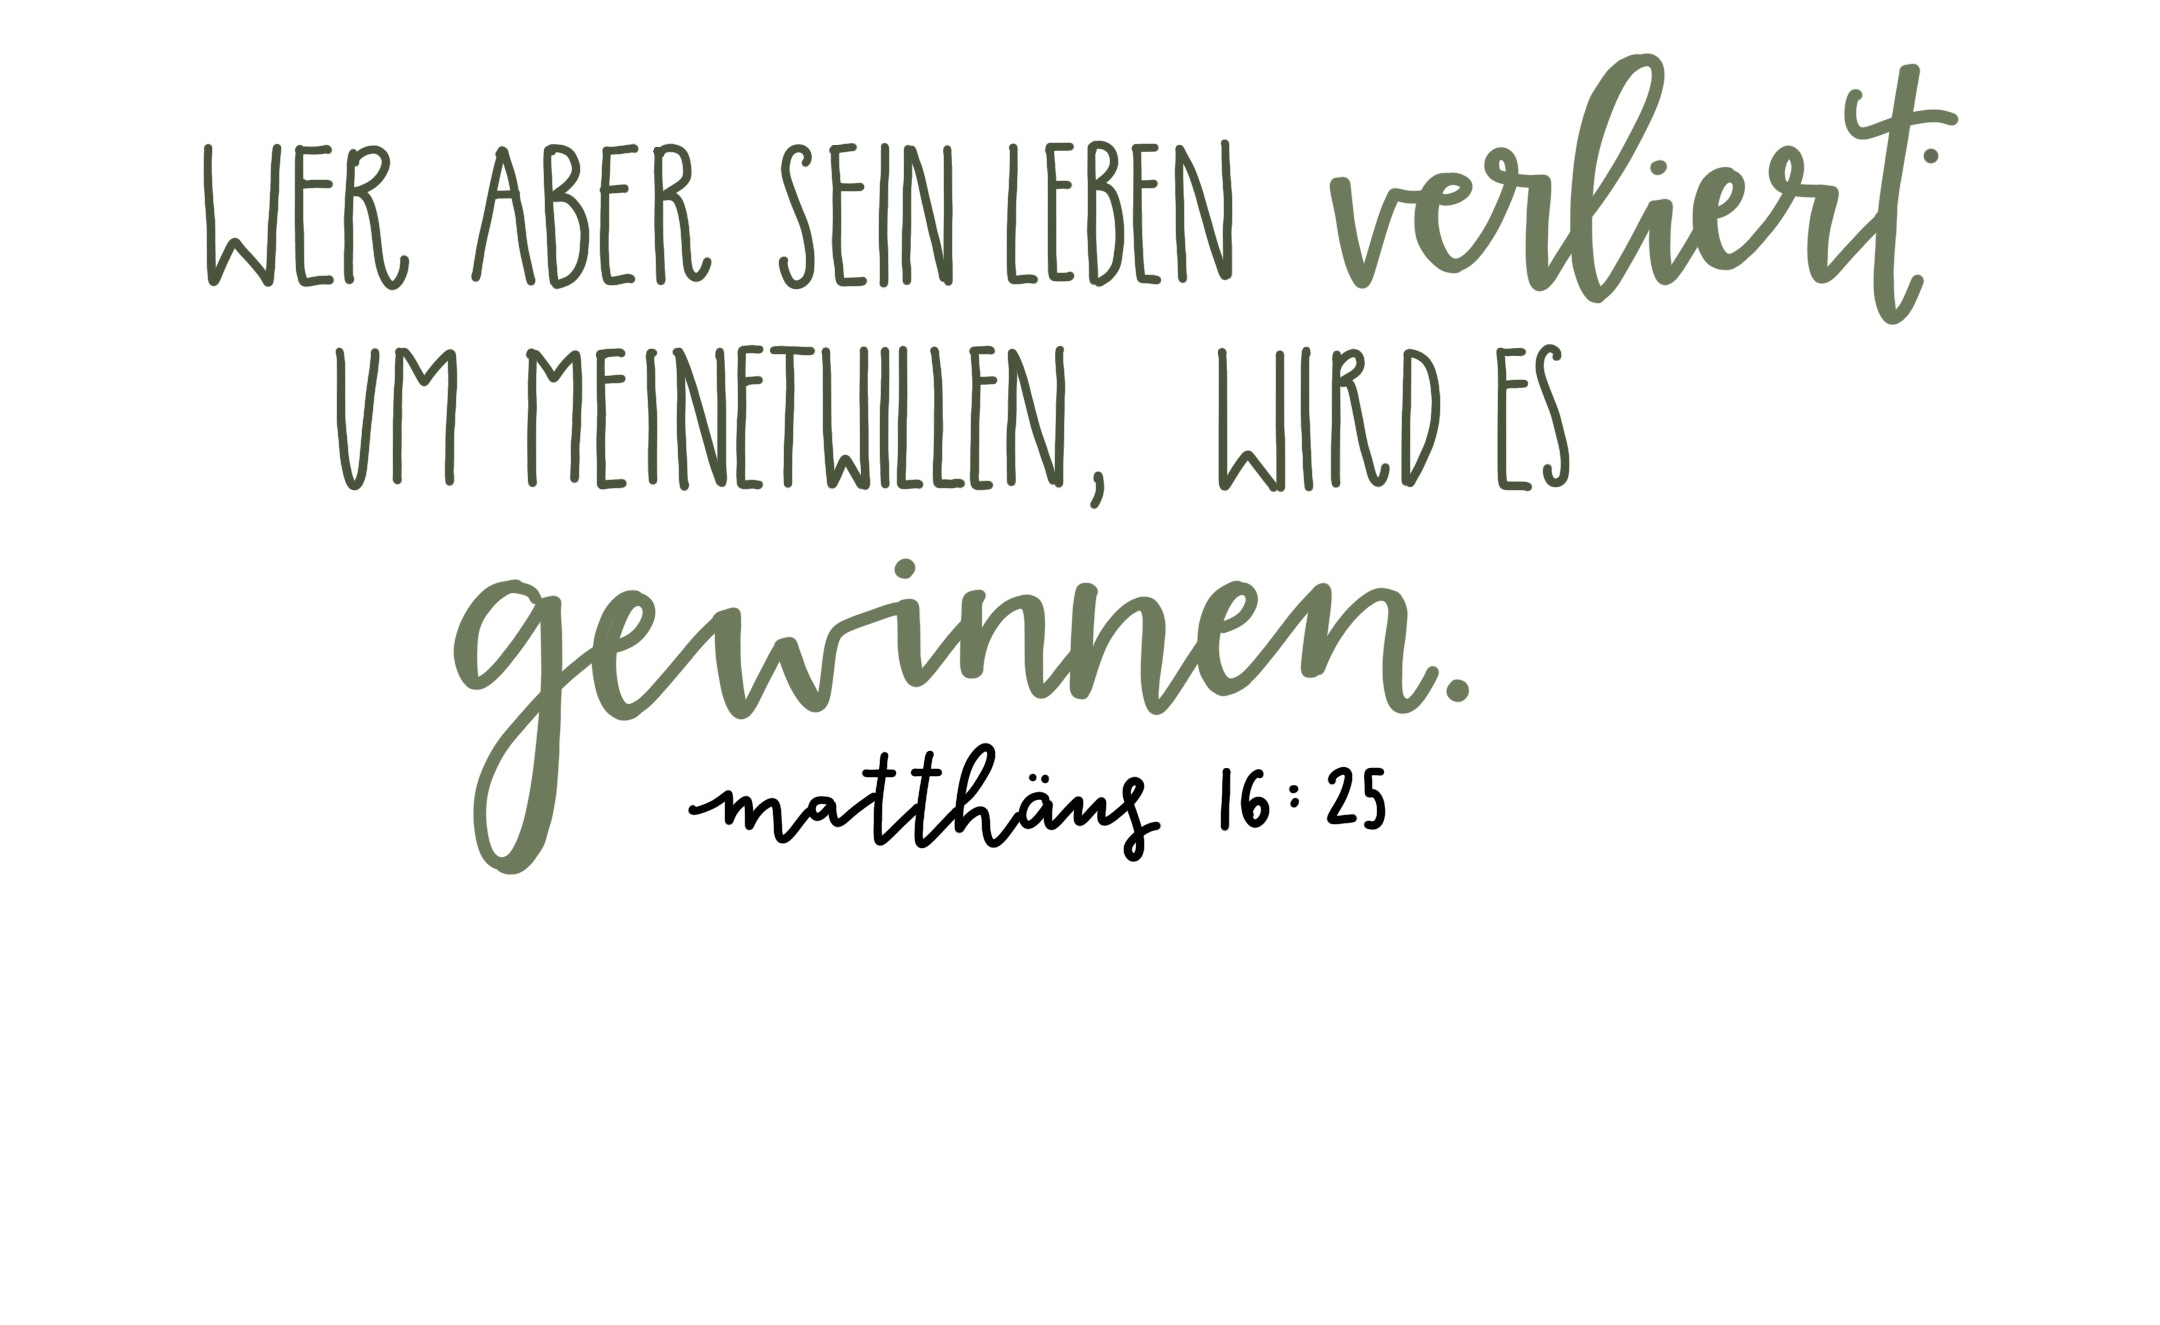 WER ABER SEIN LEBEN verliert
UM MEINETWILLEN, WIRD ES
gewinnen.
matthäus 16:25